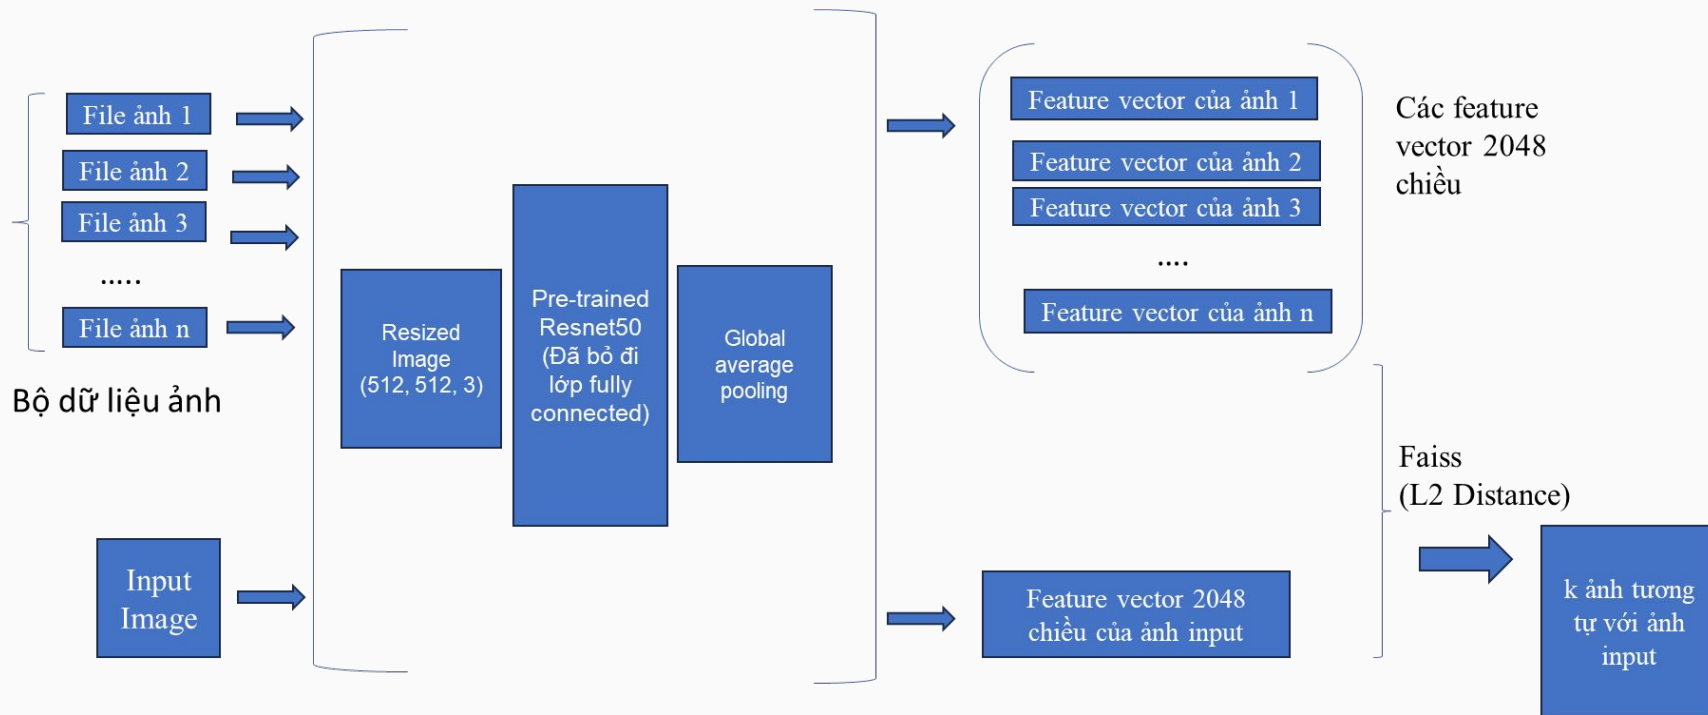 File ảnh 1
File ảnh 2
File ảnh 3
.....
File ảnh n
Bộ dữ liệu ảnh
Input
Image
Resized
Image
(512, 512, 3)
Pre-trained
Resnet50
(Đã bỏ đi
lớp fully
connected)
Global
average
pooling
Feature vector của ảnh 1
Feature vector của ảnh 2
Feature vector của ảnh 3
....
Feature vector của ảnh n
Các feature
vector 2048
chiều
Feature vector 2048
chiều của ảnh input
Faiss
(L2 Distance)
k ảnh tương
tự với ảnh
input